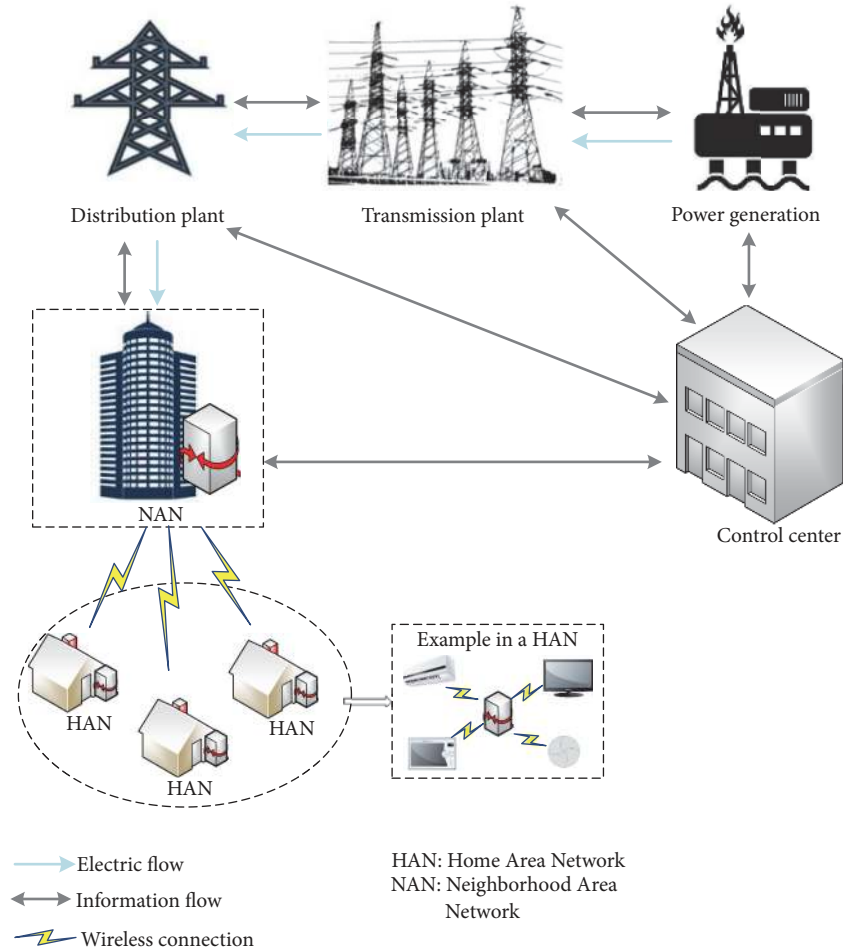 Distribution plant
Transmission plant
Power generation
NAN
Control center
HAN
HAN
HAN
Example in a HAN
Electric flow
Information flow
Wireless connection
HAN: Home Area Network
NAN: Neighborhood Area
Network